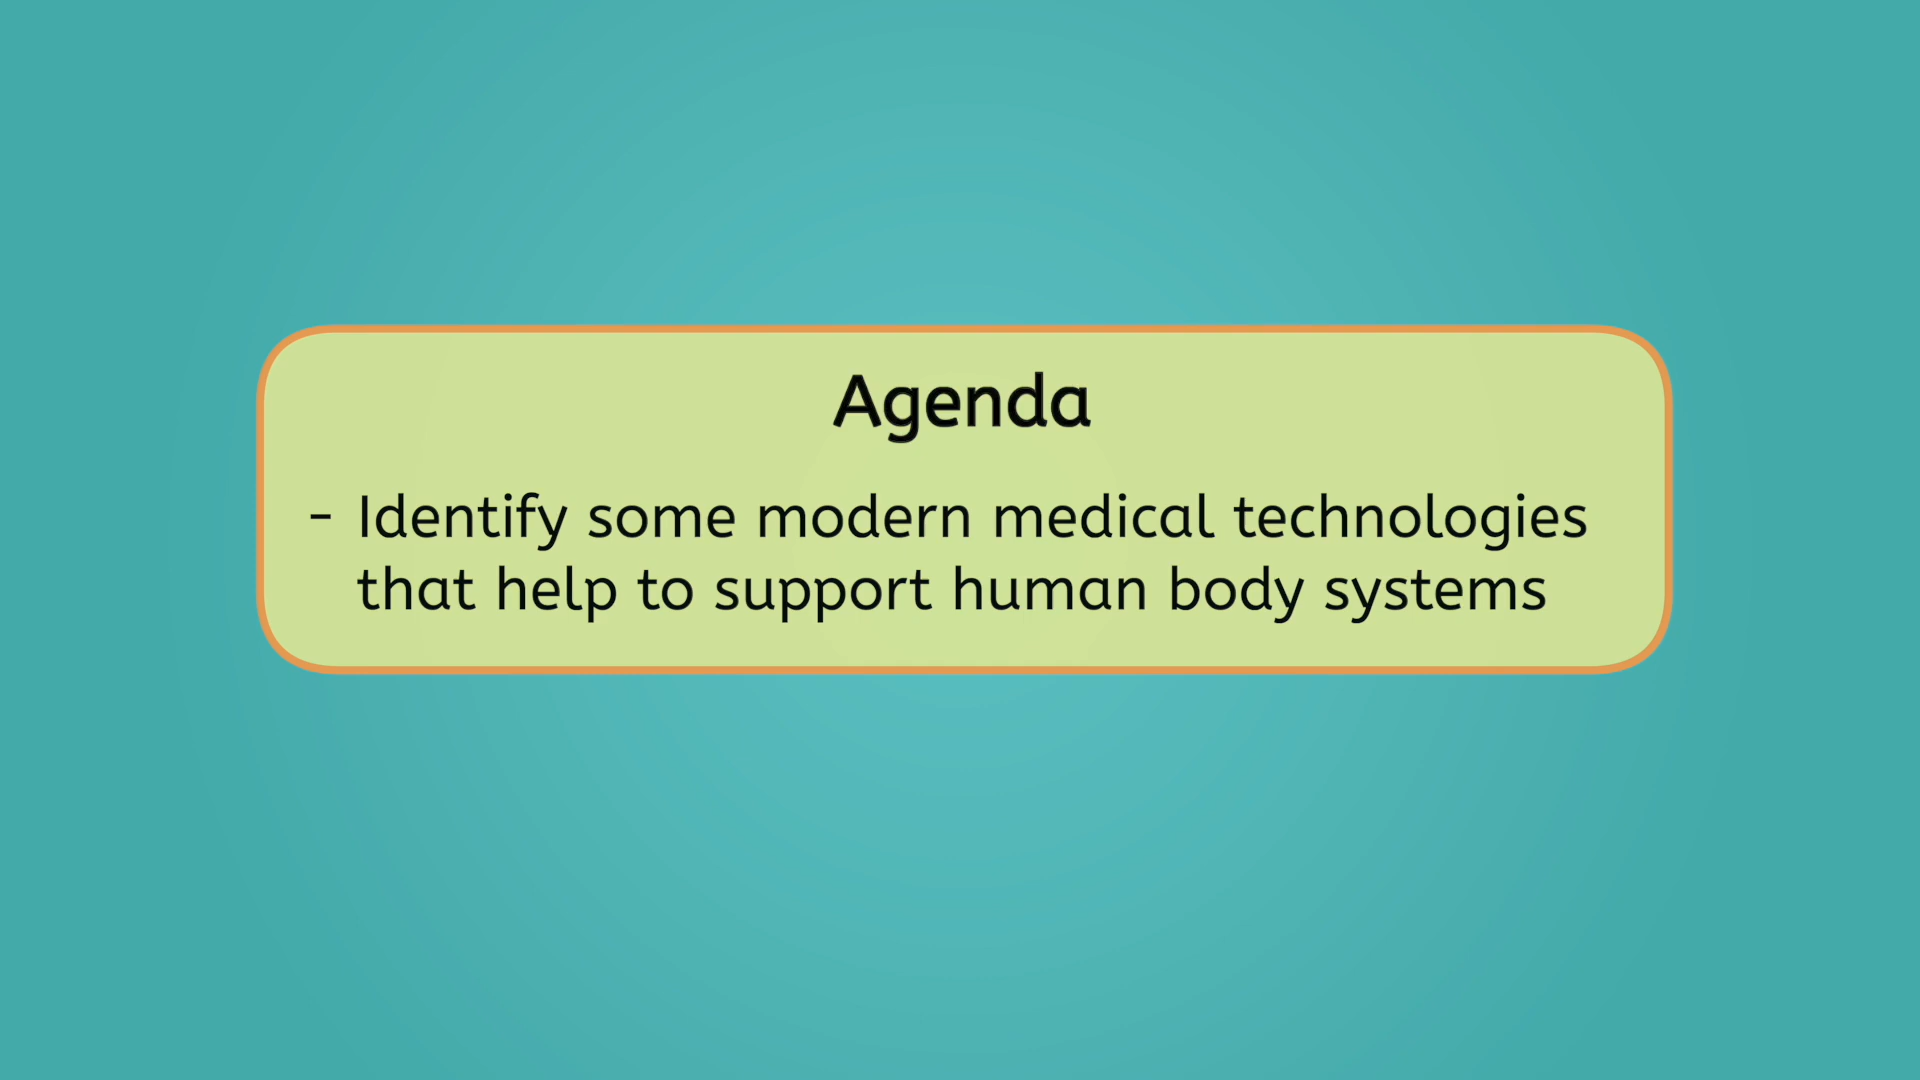 Agenda
- Identify some modern medical technologies
that help to support human body systems